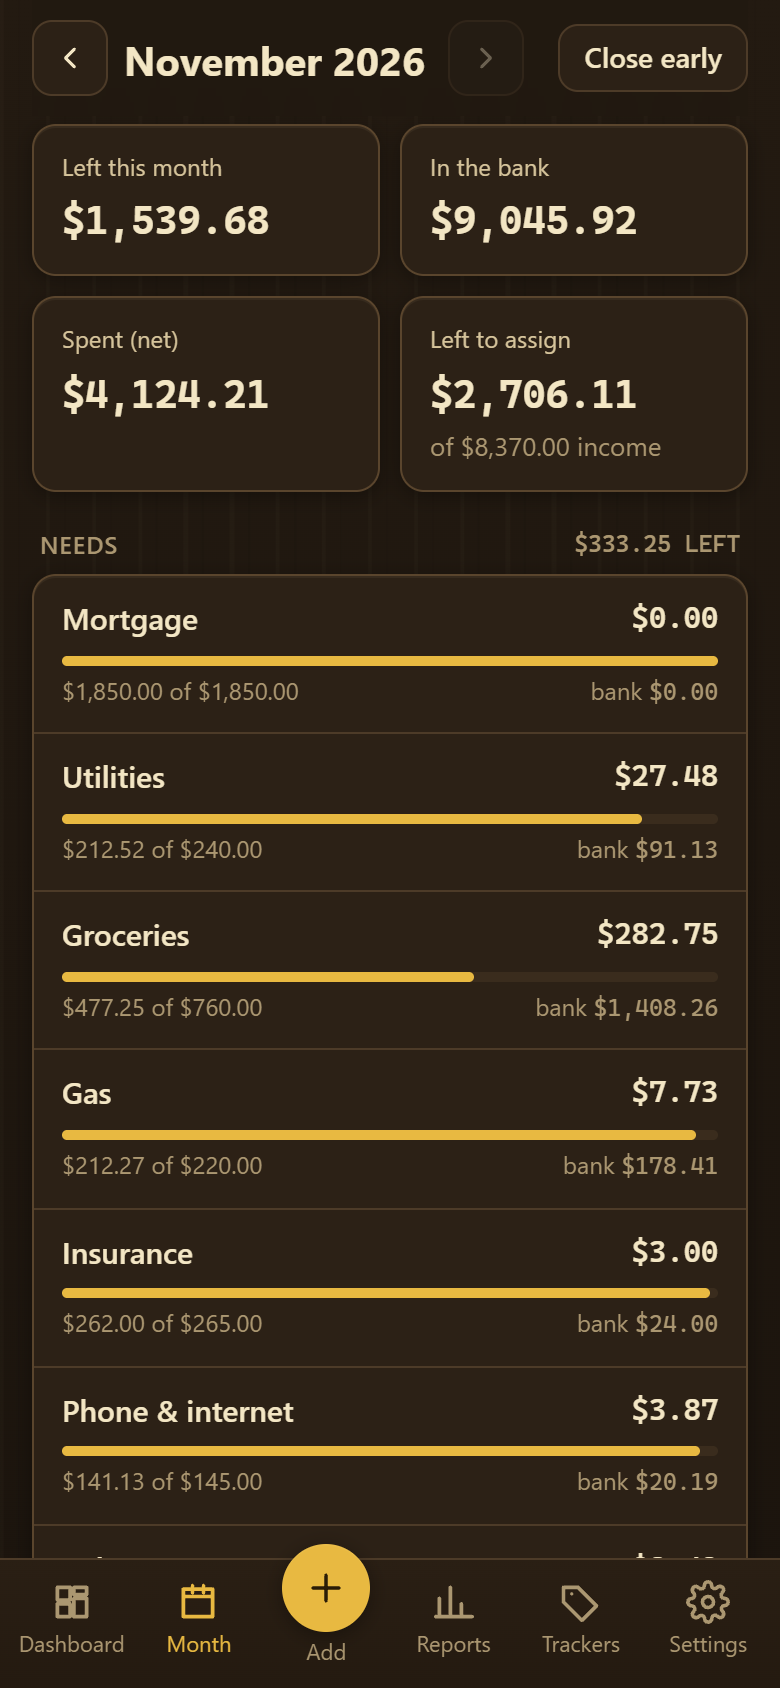 November 2026
Close early
Left this month
$1,539.68
In the bank
$9,045.92
Spent (net)
$4,124.21
Left to assign
$2,706.11
of $8,370.00 income
NEEDS
$333.25 LEFT
Mortgage
$0.00
$1,850.00 of $1,850.00
bank $0.00
Utilities
$27.48
$212.52 of $240.00
bank $91.13
Groceries
$282.75
$477.25 of $760.00
bank $1,408.26
Gas
$7.73
$212.27 of $220.00
bank $178.41
Insurance
$3.00
$262.00 of $265.00
bank $24.00
Phone & internet
$3.87
$141.13 of $145.00
bank $20.19
Dashboard
Month
Add
Reports
Trackers
Settings